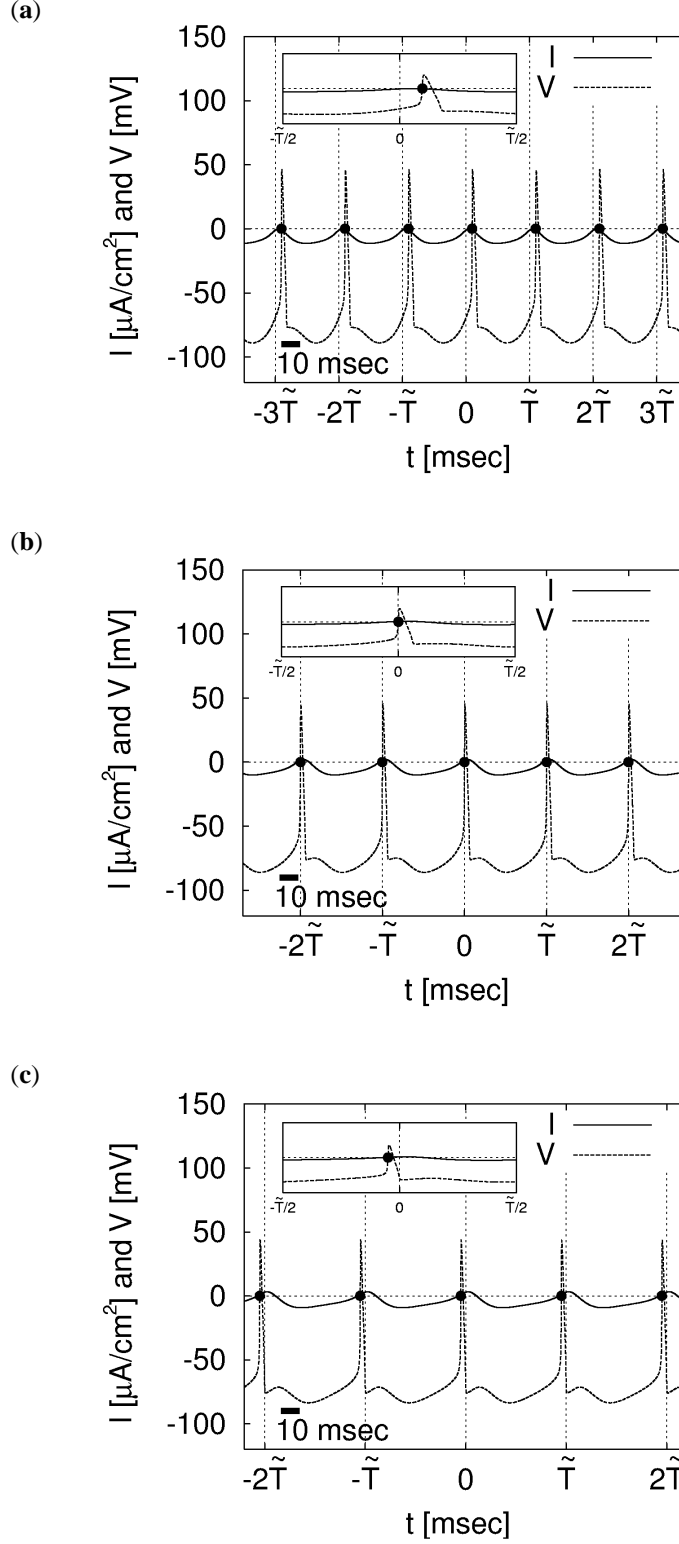 (a)
I [μA/cm²] and V [mV]
150
100
50
0
-50
-100
I
V
-T̃/2 0 T̃/2
10 msec
-3T̃ -2T̃ -T̃ 0 T̃ 2T̃ 3T̃
t [msec]
(b)
I [μA/cm²] and V [mV]
150
100
50
0
-50
-100
I
V
-T̃/2 0 T̃/2
10 msec
-2T̃ -T̃ 0 T̃ 2T̃
t [msec]
(c)
I [μA/cm²] and V [mV]
150
100
50
0
-50
-100
I
V
-T̃/2 0 T̃/2
10 msec
-2T̃ -T̃ 0 T̃ 2T̃
t [msec]